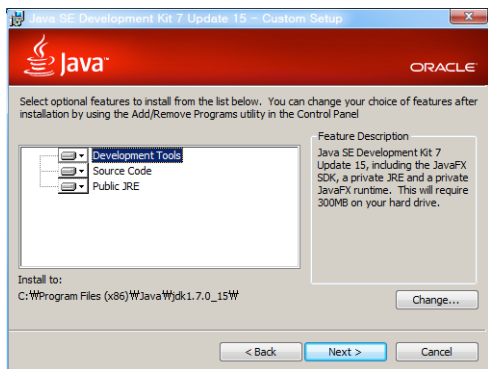 Java SE Development Kit 7 Update 15 - Custom Setup
Java™
ORACLE
Select optional features to install from the list below. You can change your choice of features after
installation by using the Add/Remove Programs utility in the Control Panel
Development Tools
Source Code
Public JRE
Feature Description
Java SE Development Kit 7
Update 15, including the JavaFX
SDK, a private JRE and a private
JavaFX runtime. This will require
300MB on your hard drive.
Install to:
C:₩Program Files (x86)₩Java₩jdk1.7.0_15₩
Change...
< Back
Next >
Cancel